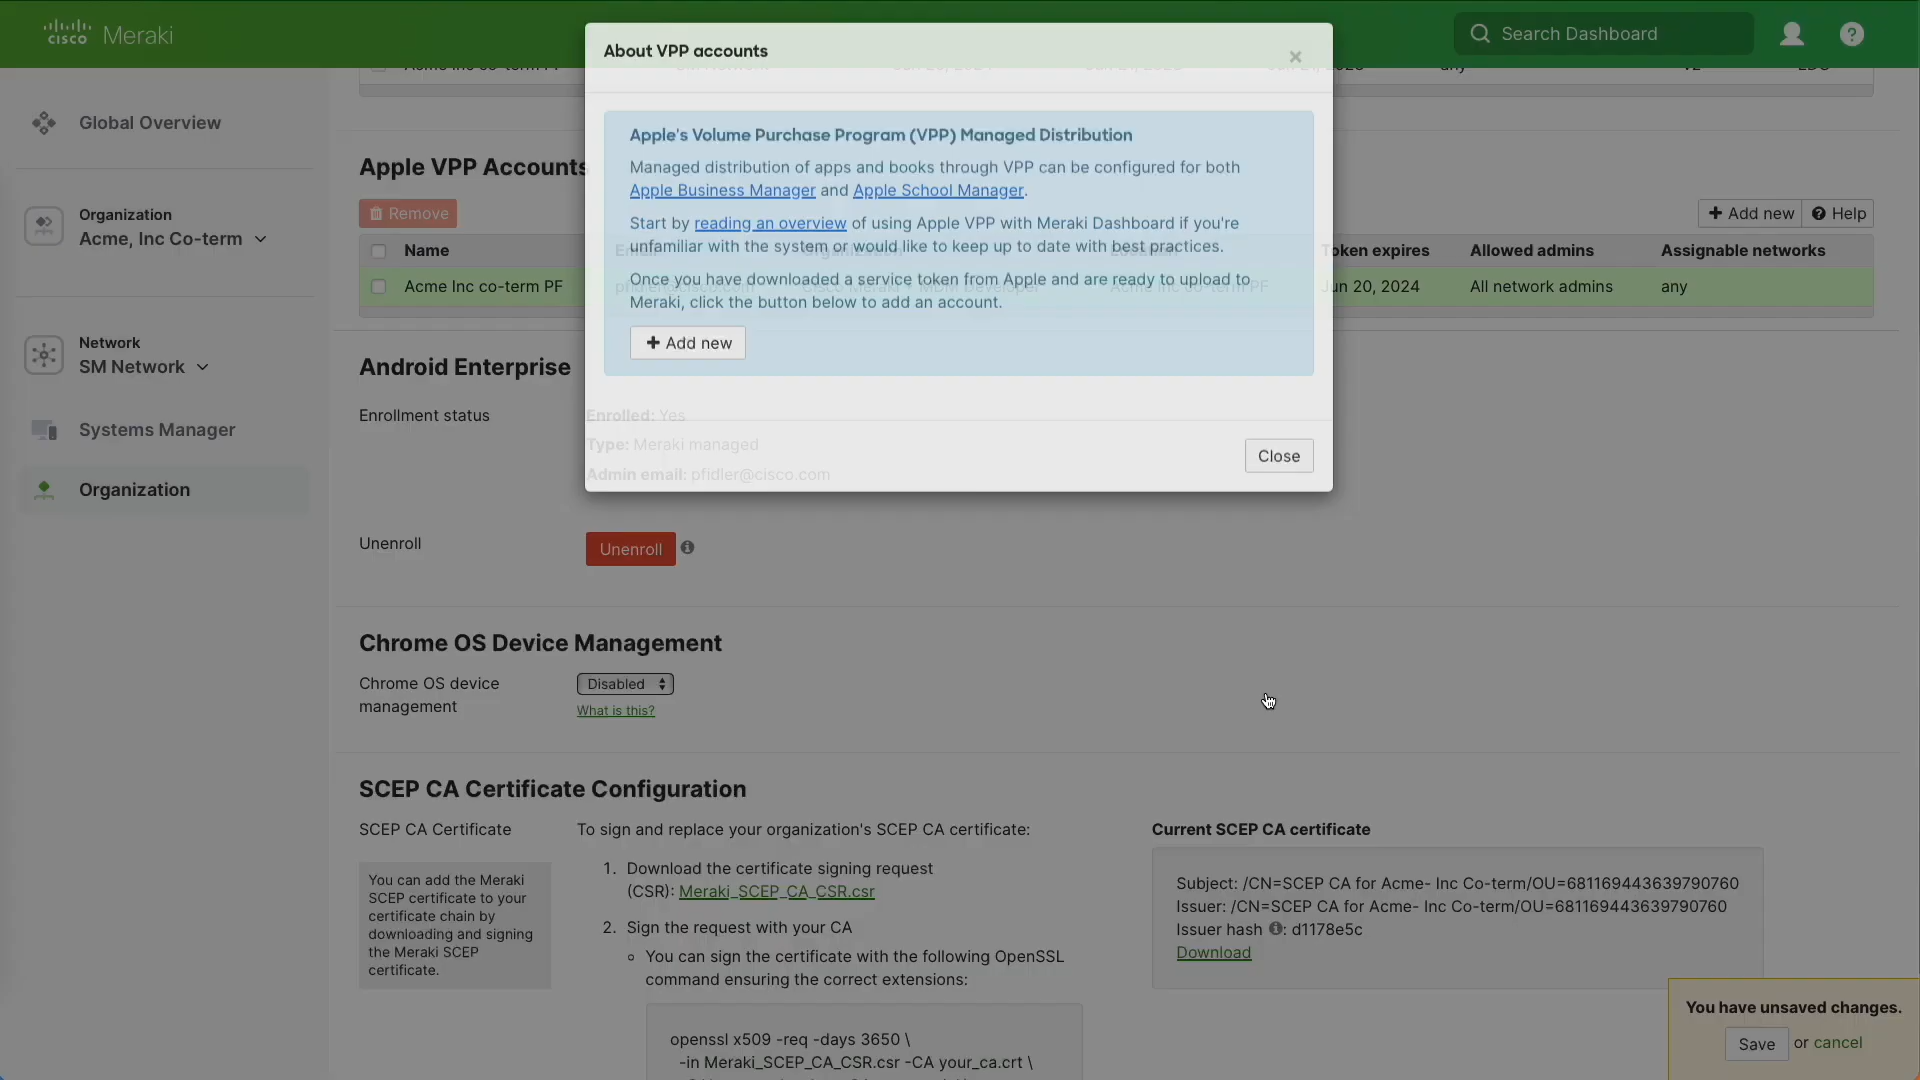 cisco Meraki
Search Dashboard
About VPP accounts
×
Apple's Volume Purchase Program (VPP) Managed Distribution
Managed distribution of apps and books through VPP can be configured for both
Apple Business Manager and Apple School Manager.
Start by reading an overview of using Apple VPP with Meraki Dashboard if you're
unfamiliar with the system or would like to keep up to date with best practices.
Once you have downloaded a service token from Apple and are ready to upload to
Meraki, click the button below to add an account.
Add new
Close
Global Overview
Organization
Acme, Inc Co-term
Network
SM Network
Systems Manager
Organization
Apple VPP Accounts
Remove
Add new
Help
Name Token expires Allowed admins Assignable networks
Acme Inc co-term PF Acme Inc co-term PF Jun 20, 2024 All network admins any
Android Enterprise
Enrollment status
Enrolled: Yes
Type: Meraki managed
Admin email: pfidler@cisco.com
Unenroll
Unenroll
Chrome OS Device Management
Chrome OS device
management
Disabled
What is this?
SCEP CA Certificate Configuration
SCEP CA Certificate
You can add the Meraki
SCEP certificate to your
certificate chain by
downloading and signing
the Meraki SCEP
certificate.
To sign and replace your organization's SCEP CA certificate:
1. Download the certificate signing request
(CSR): Meraki_SCEP_CA_CSR.csr
2. Sign the request with your CA
You can sign the certificate with the following OpenSSL
command ensuring the correct extensions:
openssl x509 -req -days 3650 \
-in Meraki_SCEP_CA_CSR.csr -CA your_ca.crt \
Current SCEP CA certificate
Subject: /CN=SCEP CA for Acme- Inc Co-term/OU=681169443639790760
Issuer: /CN=SCEP CA for Acme- Inc Co-term/OU=681169443639790760
Issuer hash : d1178e5c
Download
You have unsaved changes.
Save or cancel